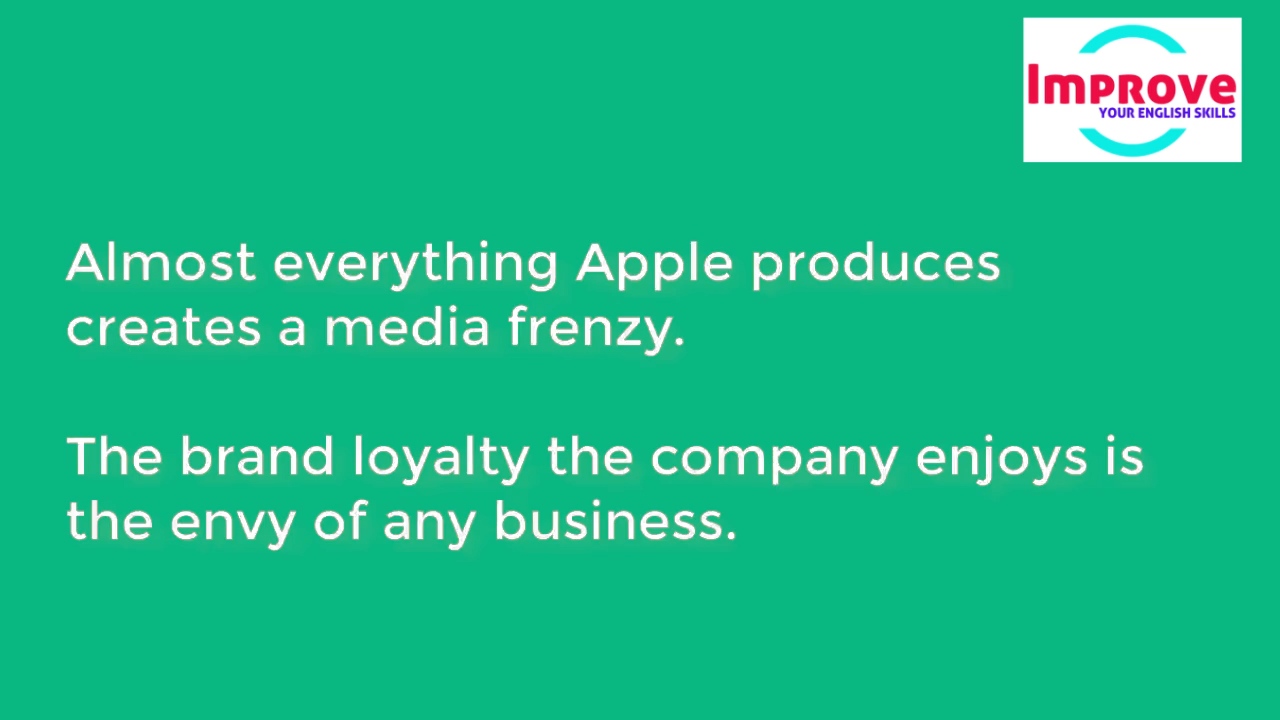 Improve
YOUR ENGLISH SKILLS
Almost everything Apple produces
creates a media frenzy.
The brand loyalty the company enjoys is
the envy of any business.